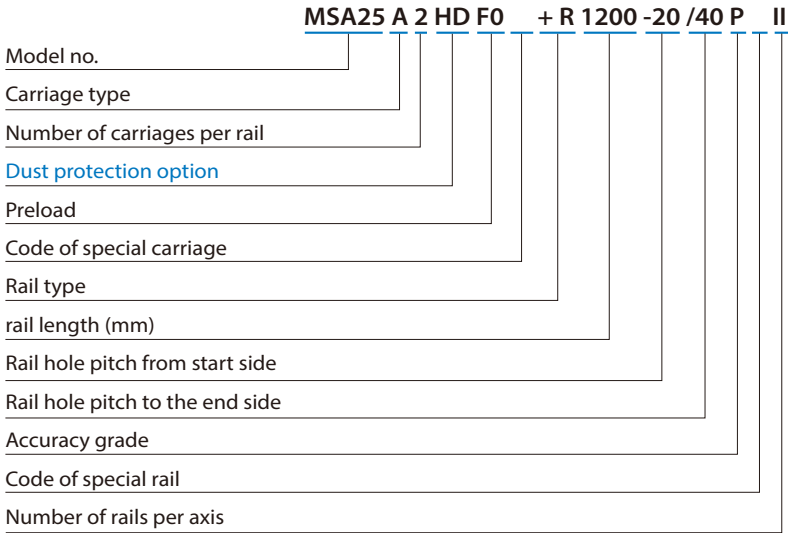 MSA25 A 2 HD F0 + R 1200 -20 /40 P II
Model no.
Carriage type
Number of carriages per rail
Dust protection option
Preload
Code of special carriage
Rail type
rail length (mm)
Rail hole pitch from start side
Rail hole pitch to the end side
Accuracy grade
Code of special rail
Number of rails per axis